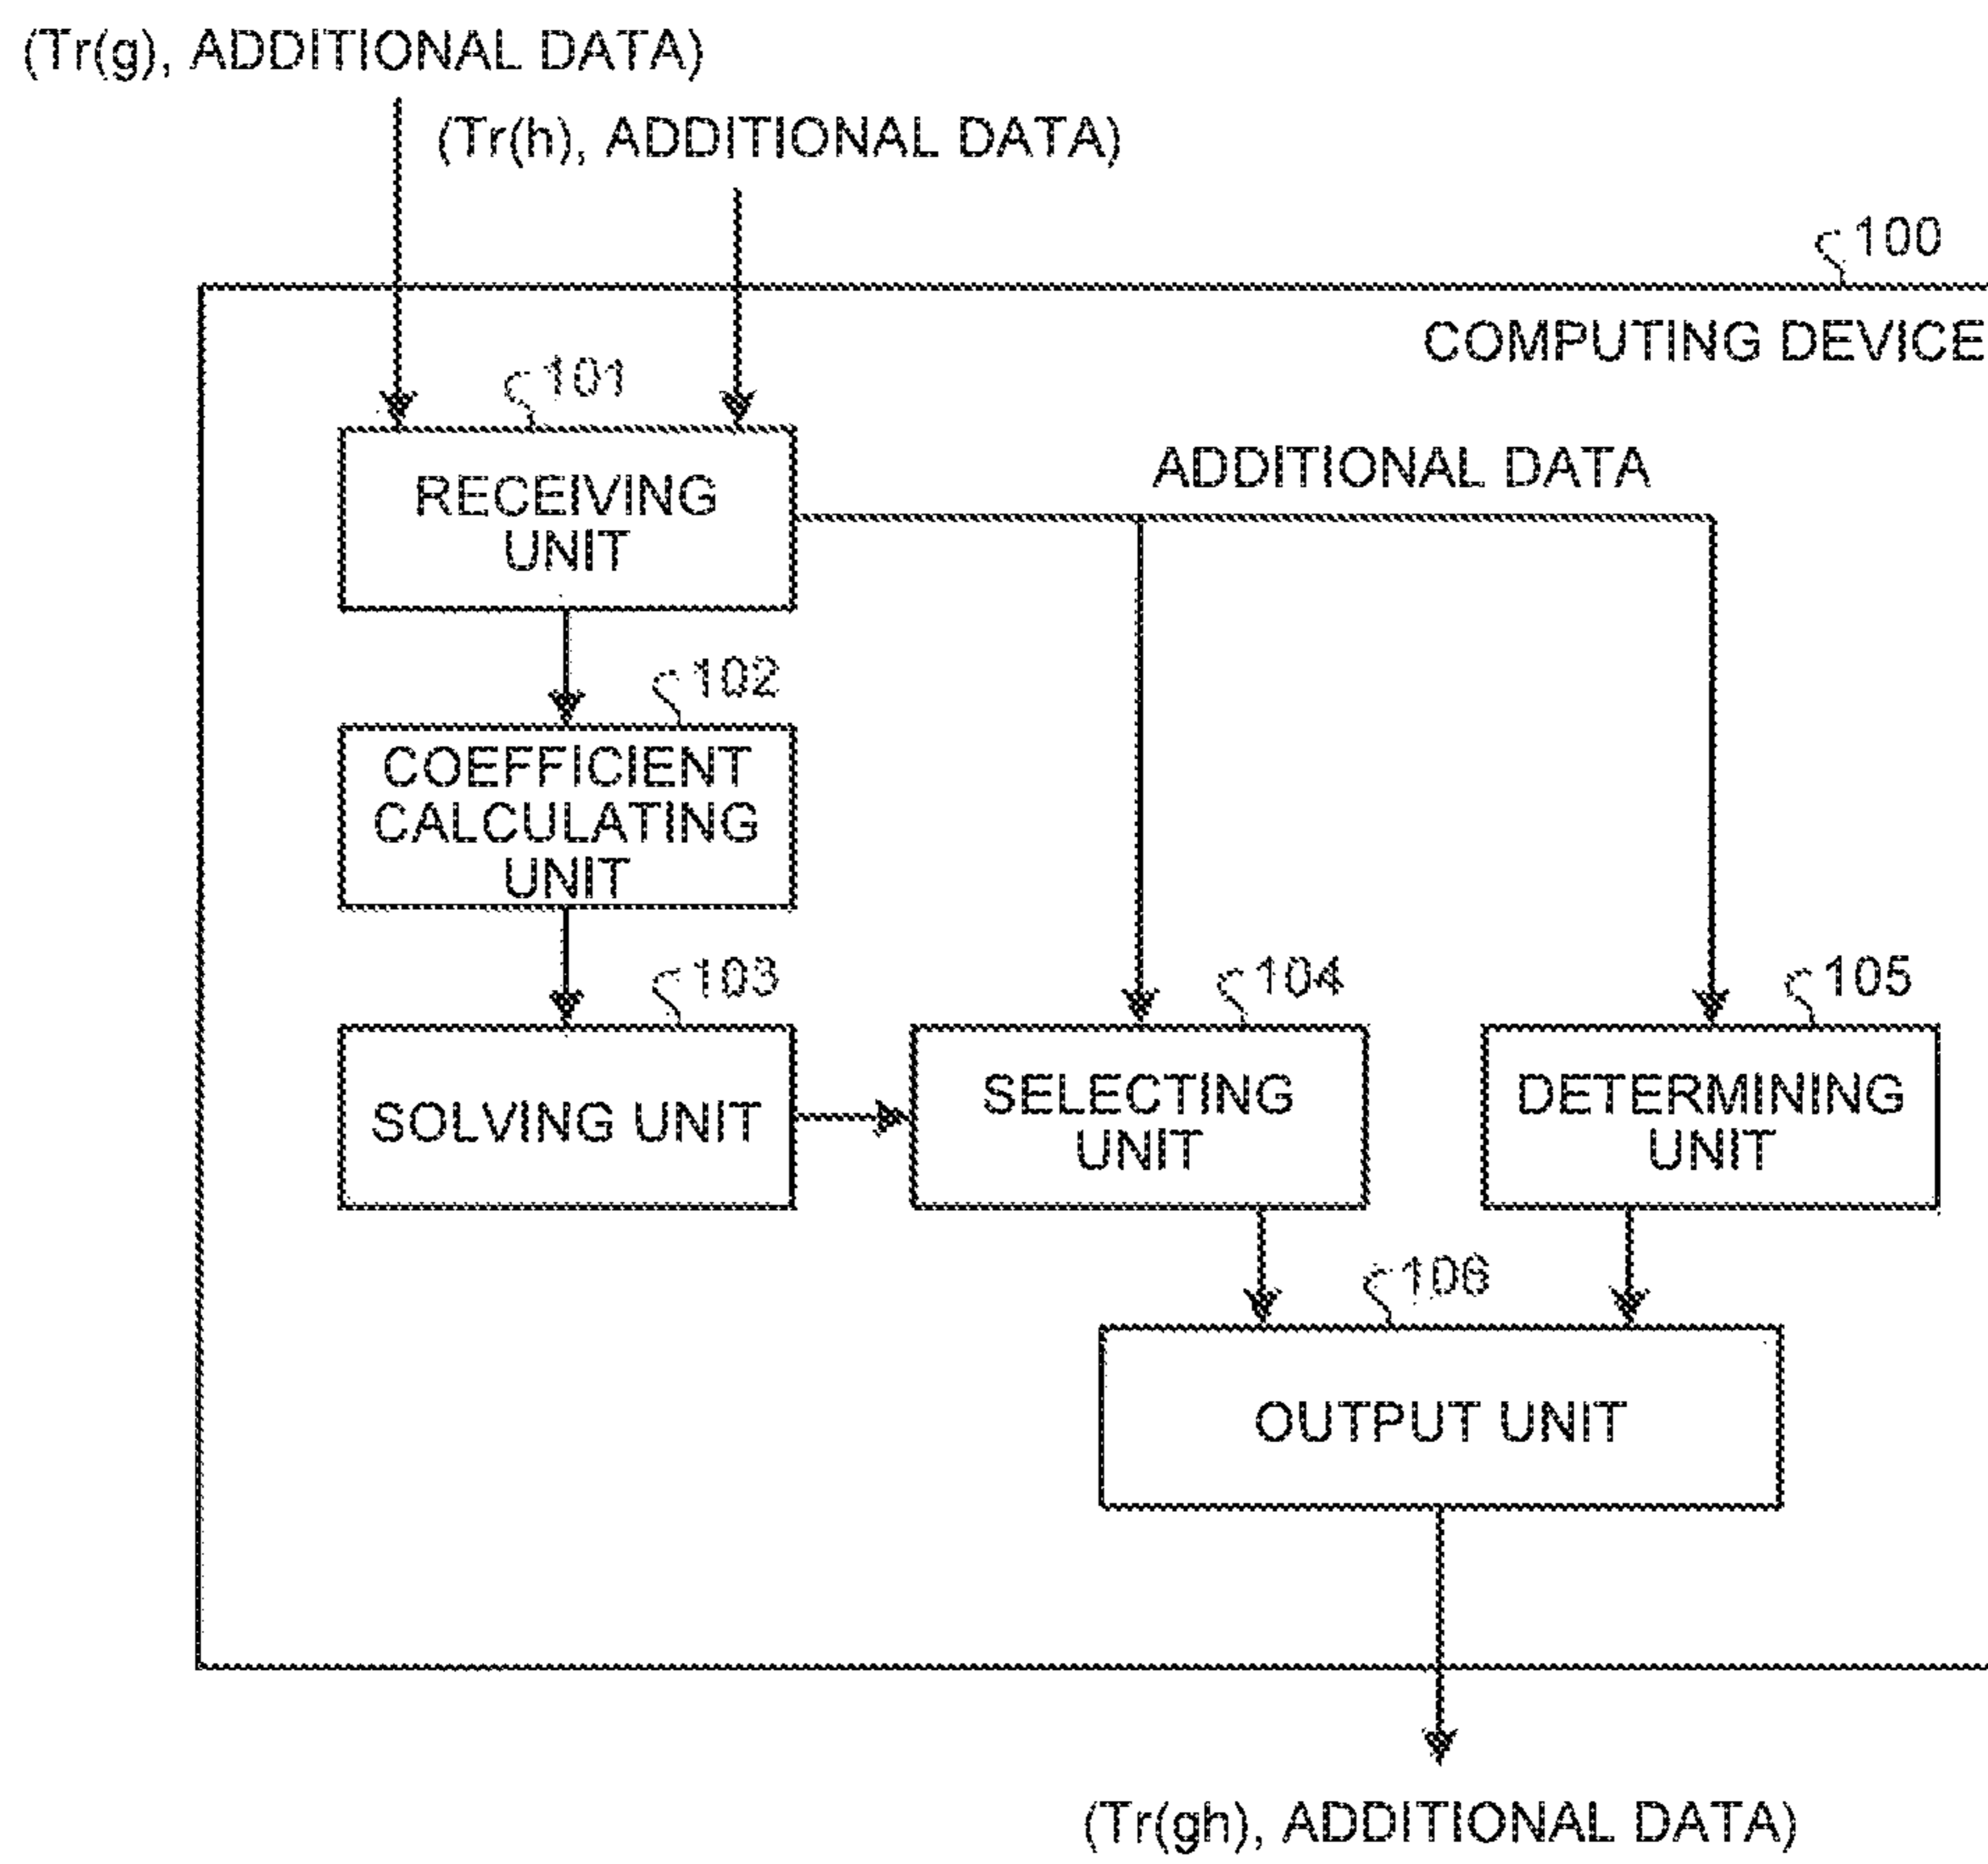 (Tr(g), ADDITIONAL DATA)
(Tr(h), ADDITIONAL DATA)
100
COMPUTING DEVICE
101
RECEIVING
UNIT
ADDITIONAL DATA
102
COEFFICIENT
CALCULATING
UNIT
103
SOLVING UNIT
104
SELECTING
UNIT
105
DETERMINING
UNIT
106
OUTPUT UNIT
(Tr(gh), ADDITIONAL DATA)